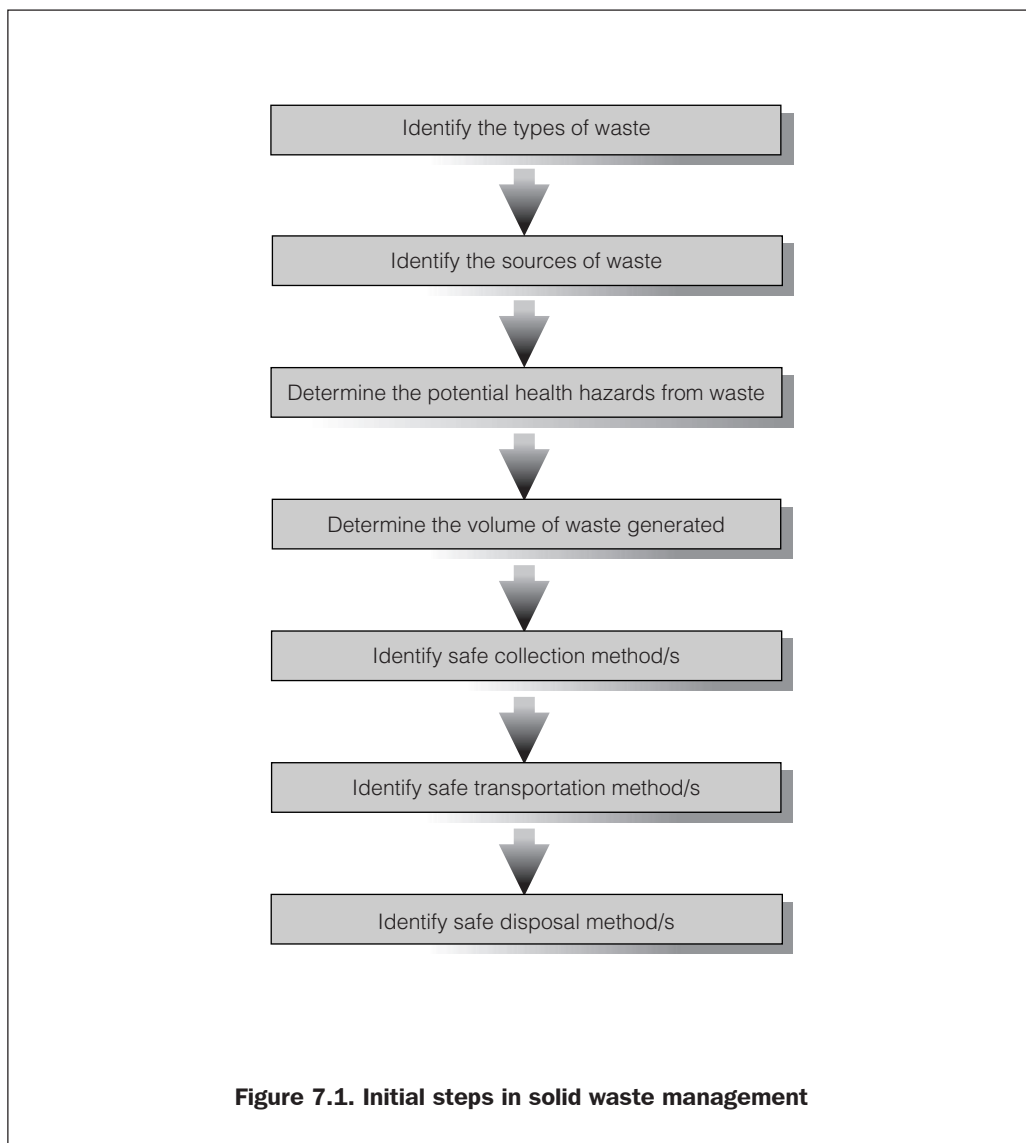 Identify the types of waste
Identify the sources of waste
Determine the potential health hazards from waste
Determine the volume of waste generated
Identify safe collection method/s
Identify safe transportation method/s
Identify safe disposal method/s
Figure 7.1. Initial steps in solid waste management